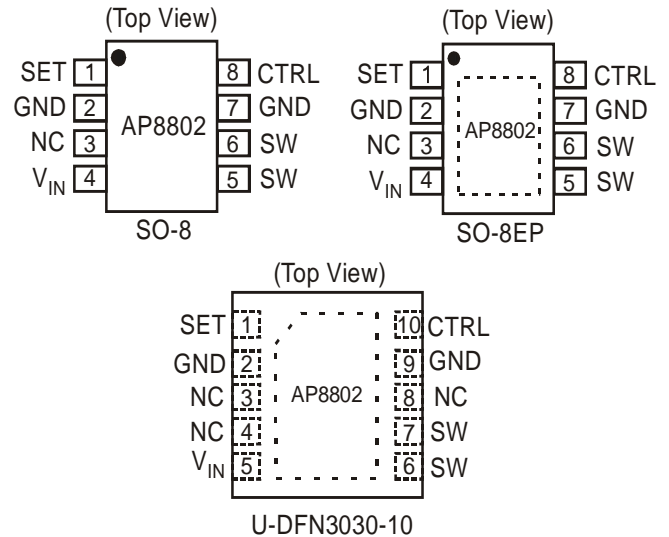 (Top View)
SET 1 8 CTRL
GND 2 7 GND
NC 3 AP8802 6 SW
VIN 4 5 SW
SO-8
(Top View)
SET 1 8 CTRL
GND 2 7 GND
NC 3 AP8802 6 SW
VIN 4 5 SW
SO-8EP
(Top View)
SET 1 10 CTRL
GND 2 9 GND
NC 3 AP8802 8 NC
NC 4 7 SW
VIN 5 6 SW
U-DFN3030-10